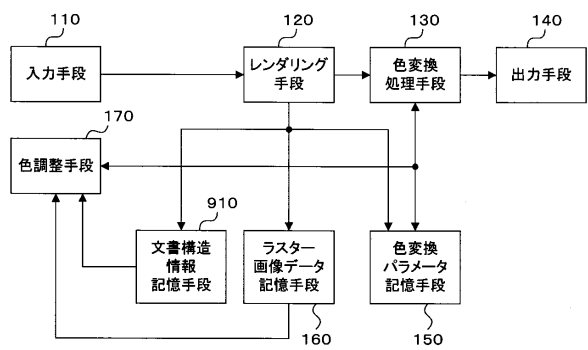 110
120
130
140
入力手段
レンダリング
手段
色変換
処理手段
出力手段
170
色調整手段
910
文書構造
情報
記憶手段
ラスター
画像データ
記憶手段
色変換
パラメータ
記憶手段
160
150